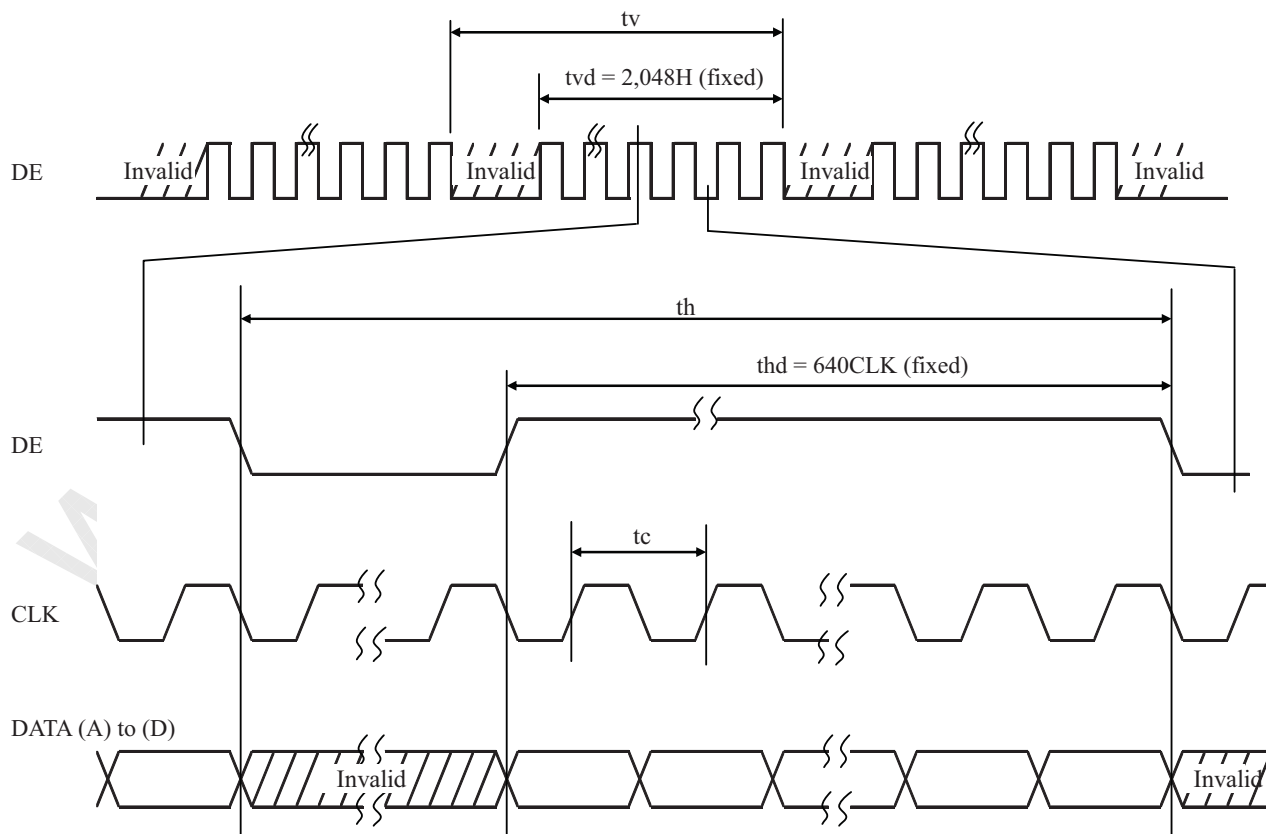 tv
tvd = 2,048H (fixed)
DE
Invalid
Invalid
Invalid
Invalid
th
thd = 640CLK (fixed)
DE
tc
CLK
DATA (A) to (D)
Invalid
Invalid